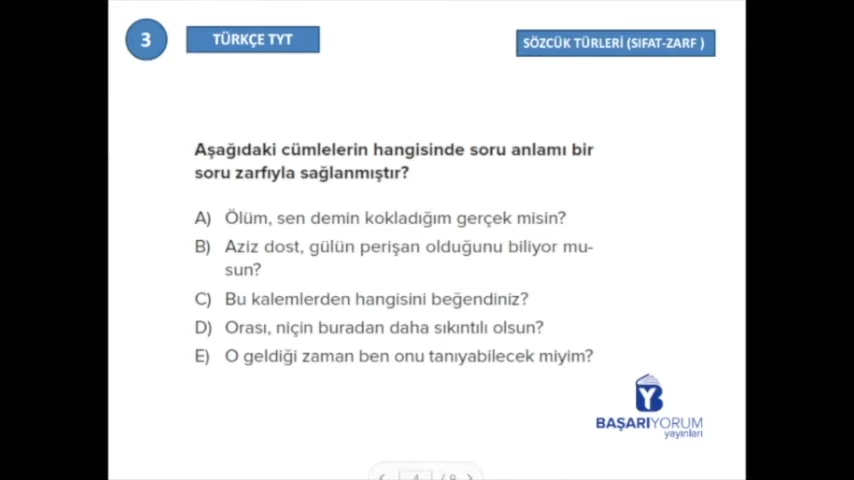 3
TÜRKÇE TYT
SÖZCÜK TÜRLERİ (SIFAT-ZARF )
Aşağıdaki cümlelerin hangisinde soru anlamı bir
soru zarfıyla sağlanmıştır?
A) Ölüm, sen demin kokladığım gerçek misin?
B) Aziz dost, gülün perişan olduğunu biliyor mu-
sun?
C) Bu kalemlerden hangisini beğendiniz?
D) Orası, niçin buradan daha sıkıntılı olsun?
E) O geldiği zaman ben onu tanıyabilecek miyim?
BAŞARIYORUM
yayınları